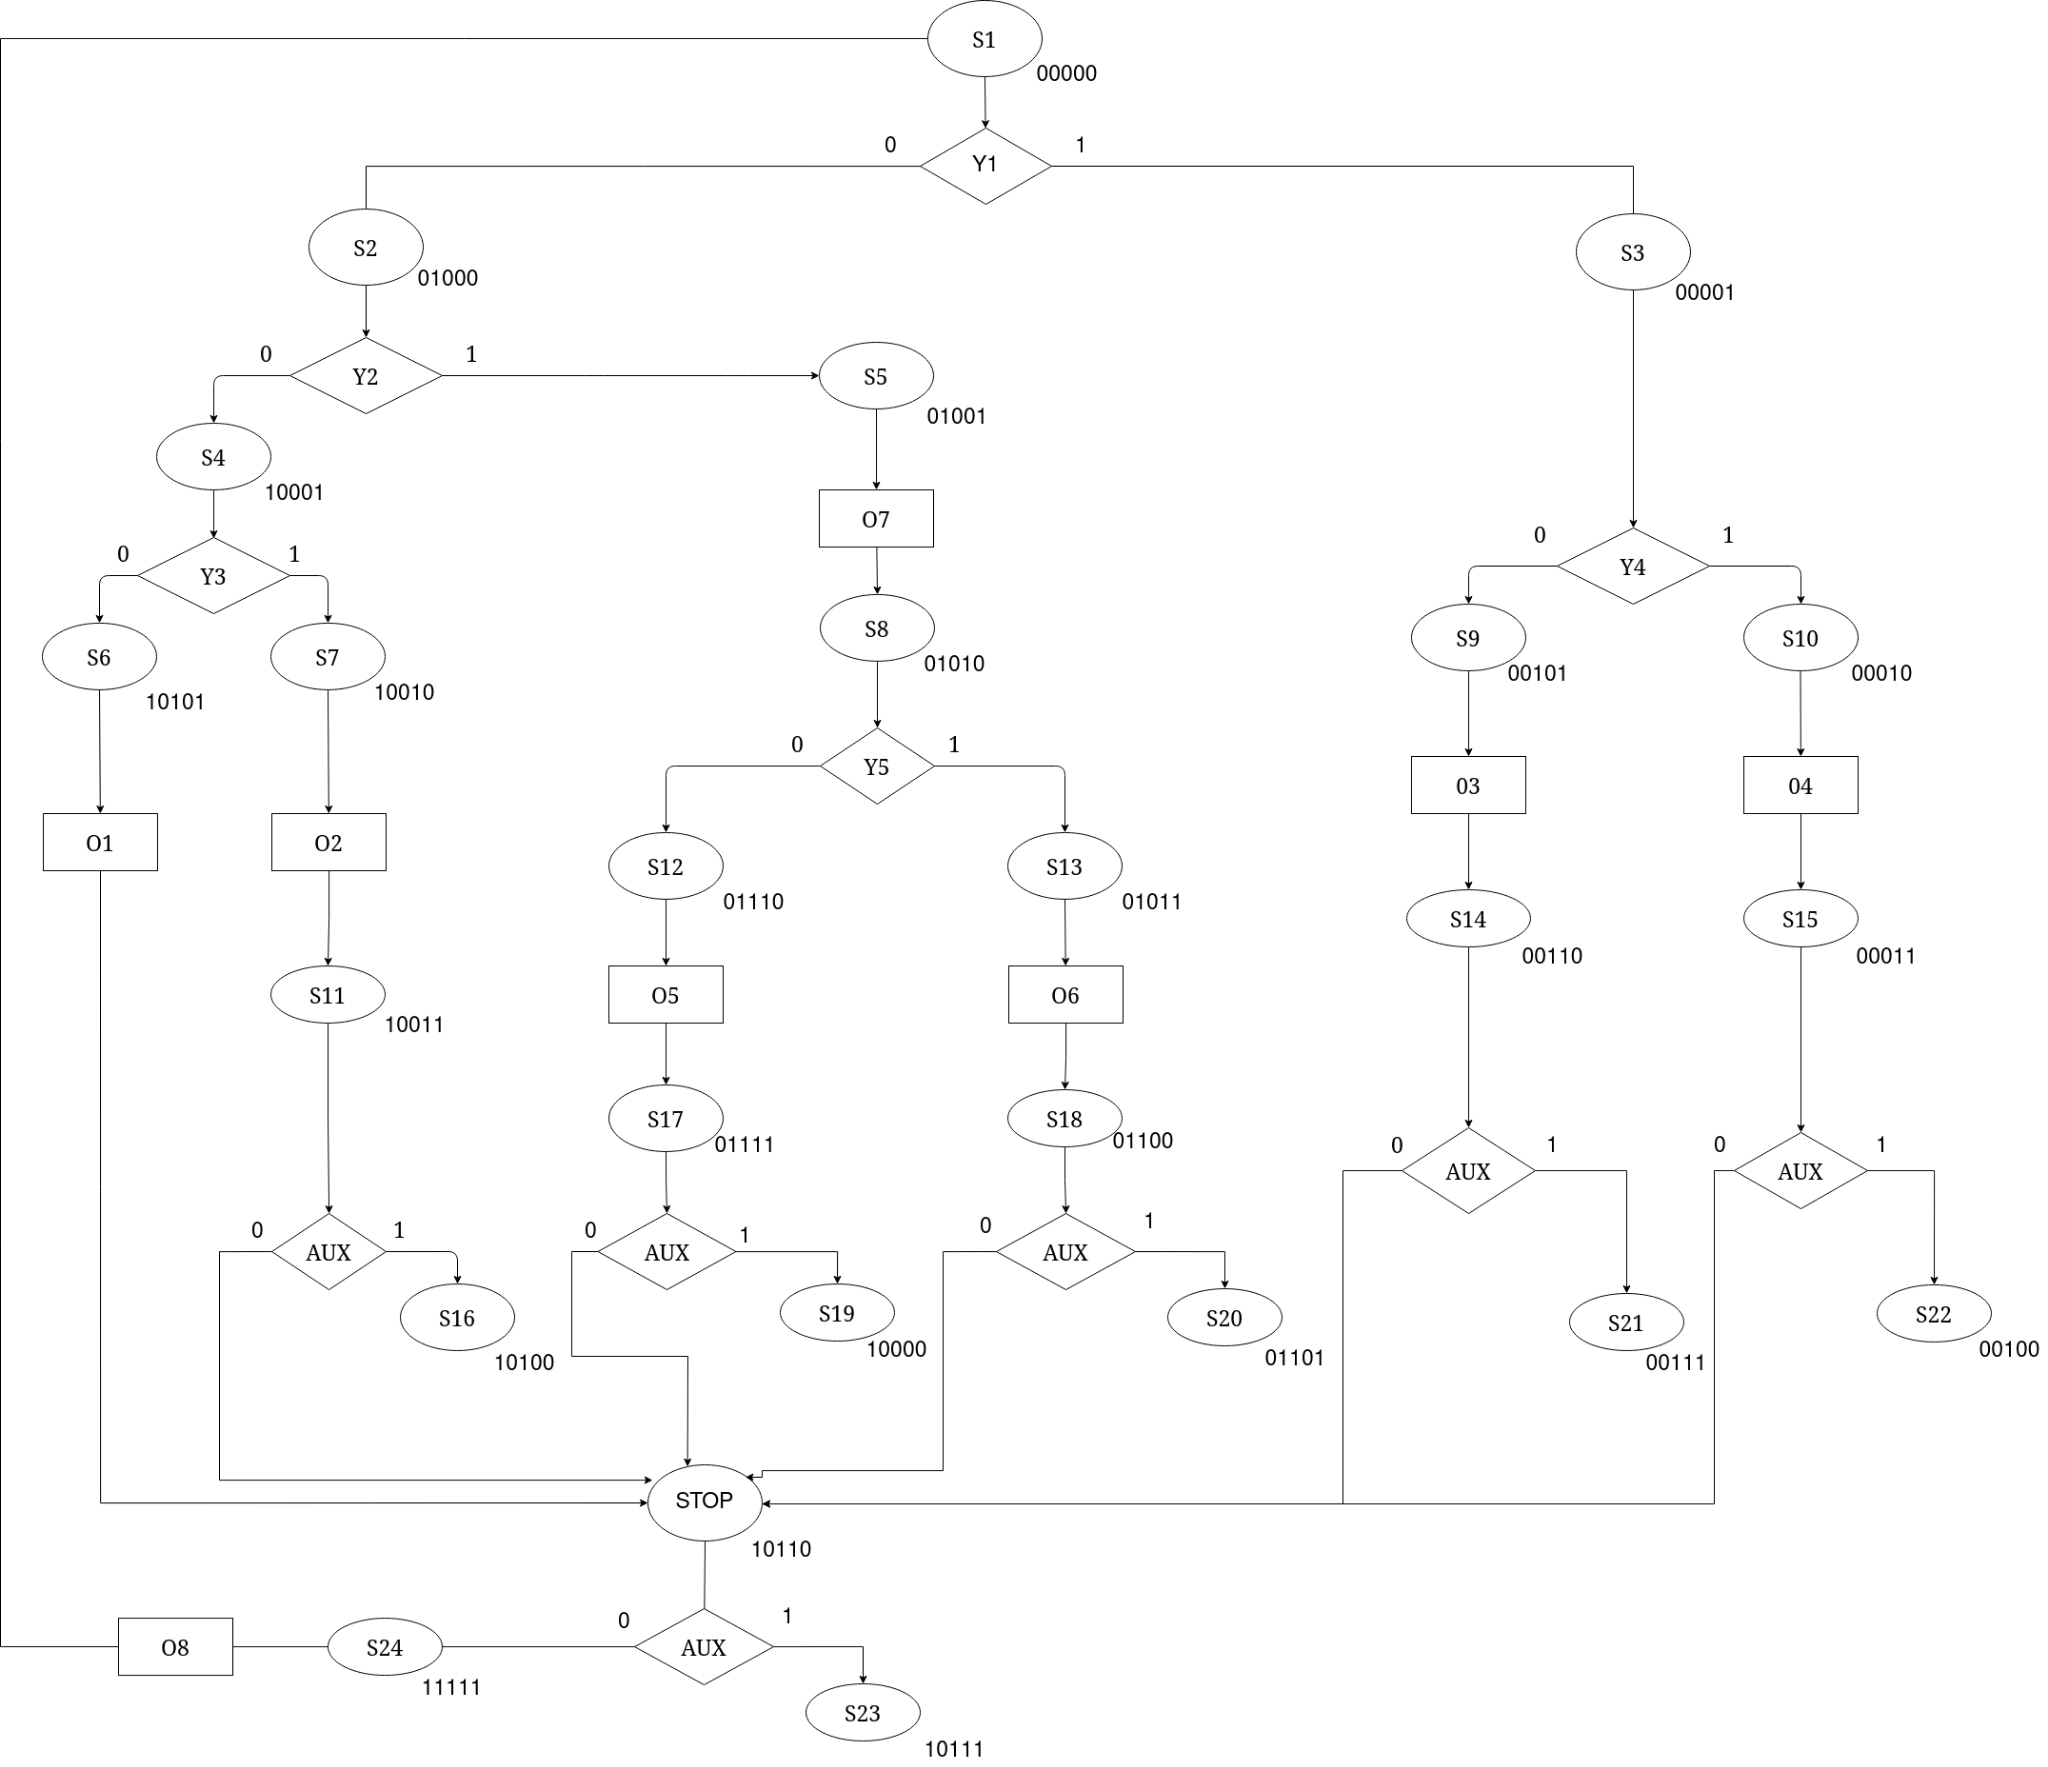 S1
00000
0
Y1
1
S2
01000
S3
00001
0
Y2
1
S5
01001
S4
10001
O7
0
Y3
1
0
Y4
1
S6
10101
S7
10010
S8
01010
S9
00101
S10
00010
0
Y5
1
03
04
O1
O2
S12
01110
S13
01011
S14
00110
S15
00011
S11
10011
O5
O6
S17
01111
S18
01100
0
AUX
1
0
AUX
1
0
AUX
1
0
AUX
1
0
AUX
1
S16
10100
S19
10000
S20
01101
S21
00111
S22
00100
STOP
10110
O8
S24
11111
0
AUX
1
S23
10111